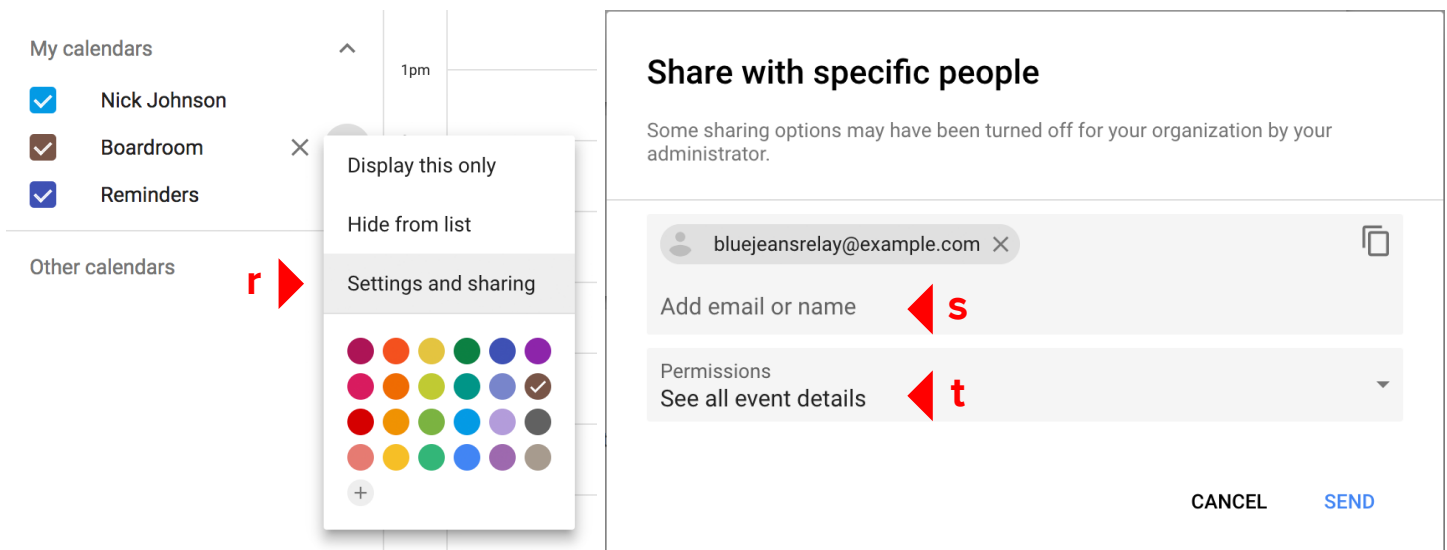 My calendars
1pm
Nick Johnson
Boardroom
Reminders
Other calendars
Display this only
Hide from list
r
Settings and sharing
Share with specific people
Some sharing options may have been turned off for your organization by your
administrator.
bluejeansrelay@example.com
Add email or name
s
Permissions
See all event details
t
CANCEL SEND